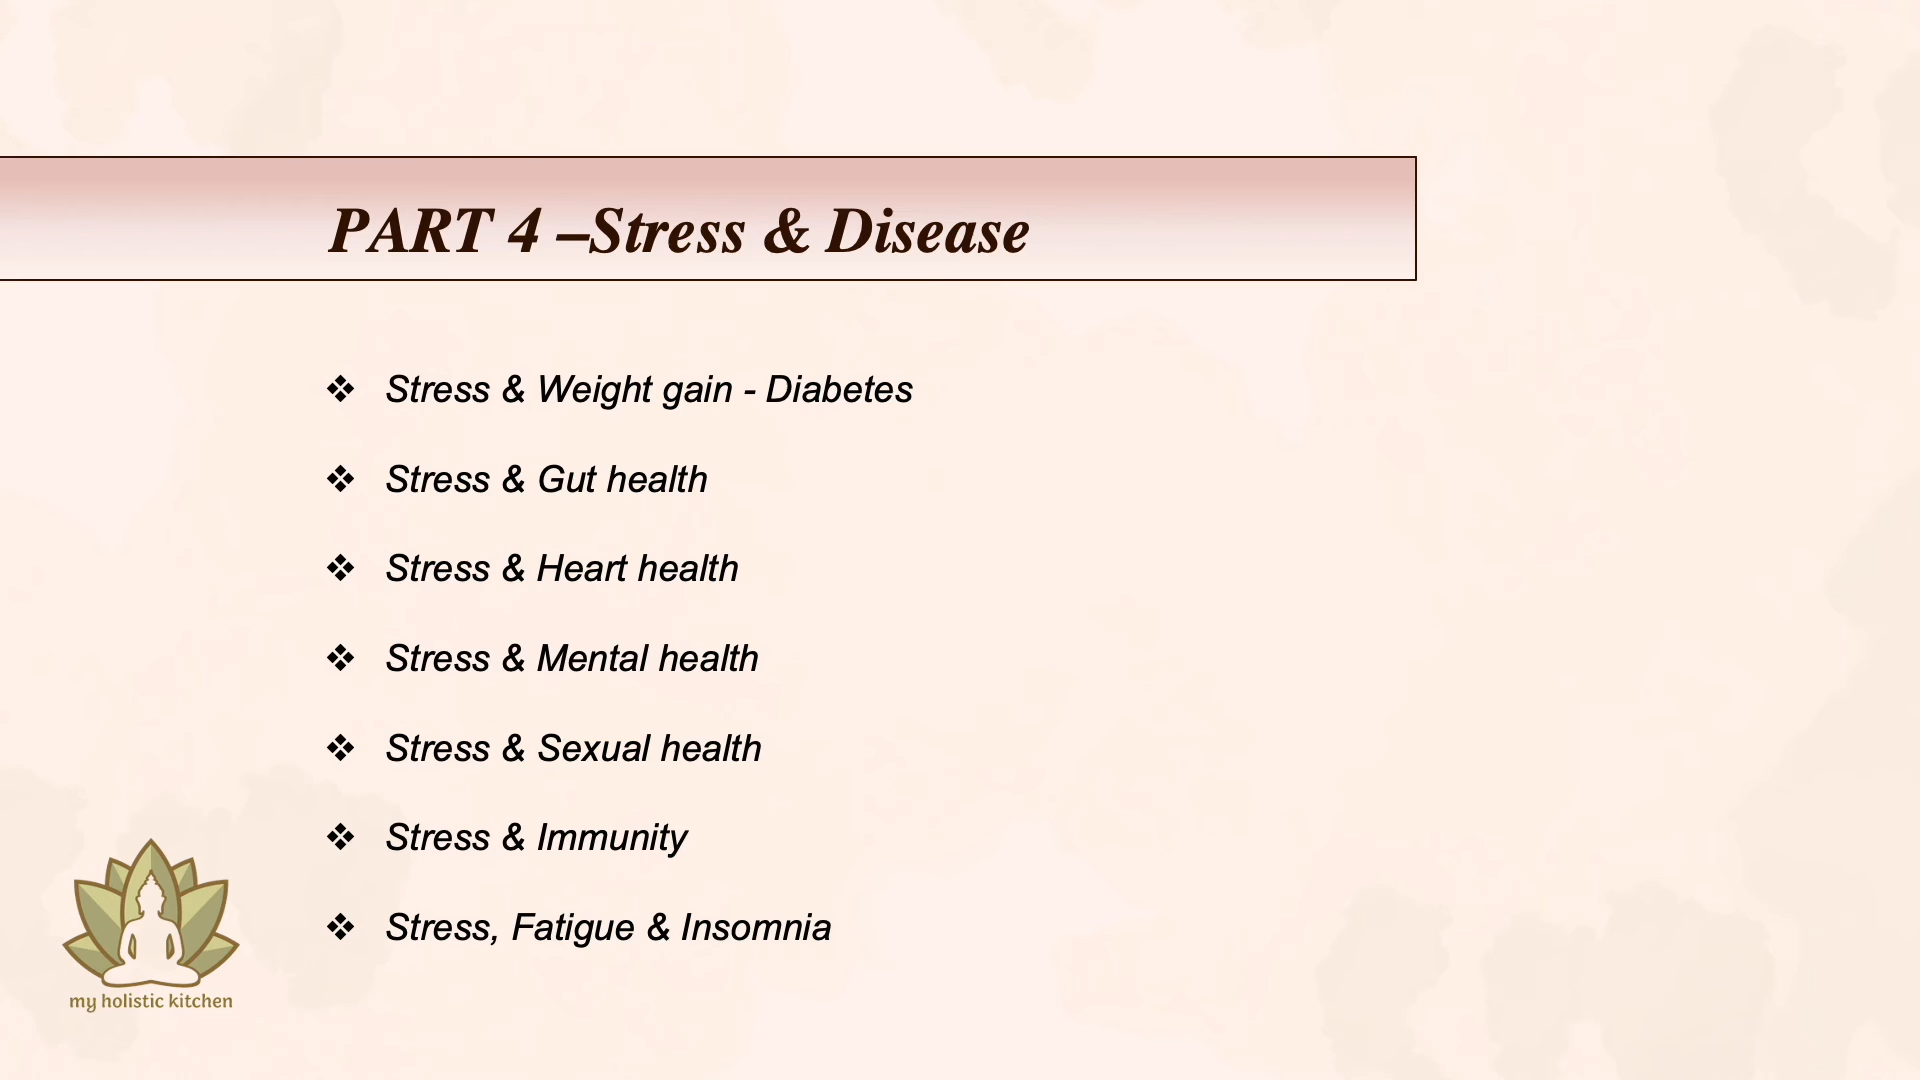 PART 4 –Stress & Disease
❖ Stress & Weight gain - Diabetes
❖ Stress & Gut health
❖ Stress & Heart health
❖ Stress & Mental health
❖ Stress & Sexual health
❖ Stress & Immunity
❖ Stress, Fatigue & Insomnia
my holistic kitchen